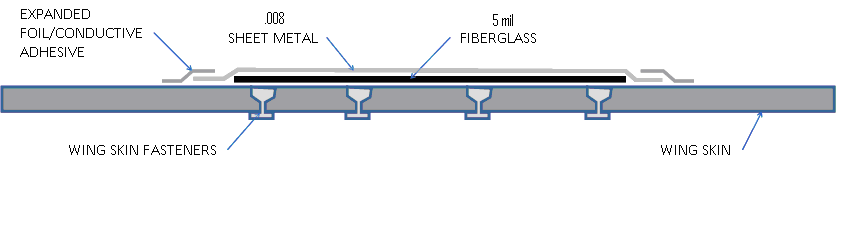 EXPANDED
FOIL/CONDUCTIVE
ADHESIVE
.008
SHEET METAL
5 mil
FIBERGLASS
WING SKIN FASTENERS
WING SKIN